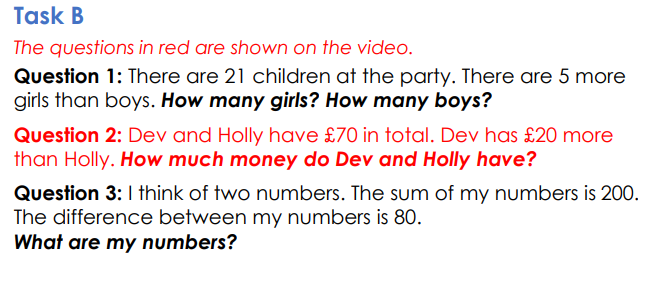 Task B
The questions in red are shown on the video.
Question 1: There are 21 children at the party. There are 5 more
girls than boys. How many girls? How many boys?
Question 2: Dev and Holly have £70 in total. Dev has £20 more
than Holly. How much money do Dev and Holly have?
Question 3: I think of two numbers. The sum of my numbers is 200.
The difference between my numbers is 80.
What are my numbers?